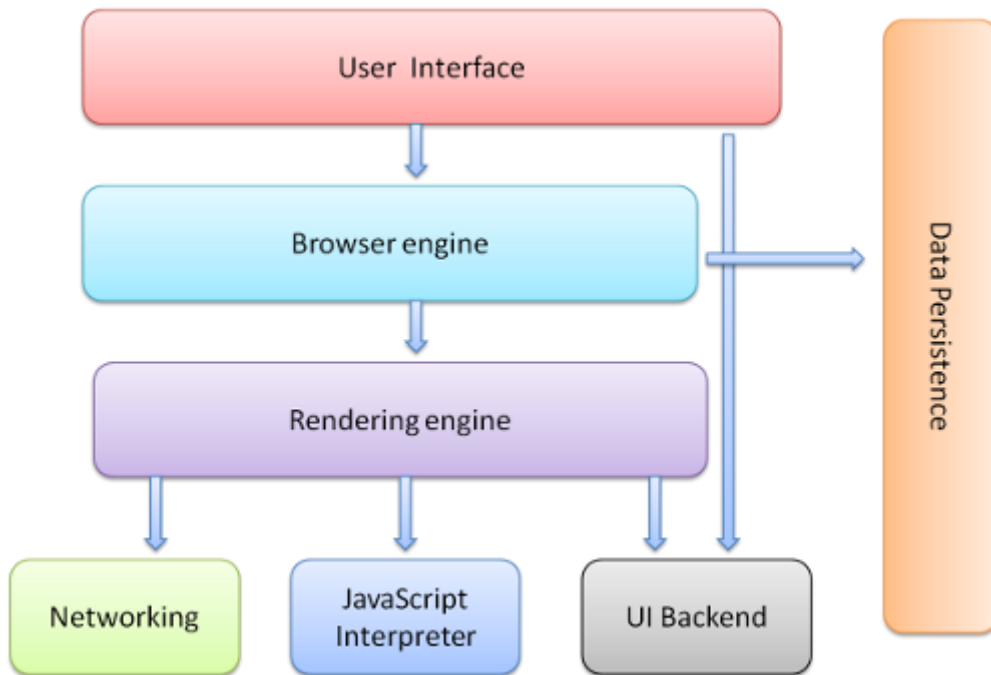 User  Interface
Browser engine
Data Persistence
Rendering engine
Networking
JavaScript
Interpreter
UI Backend